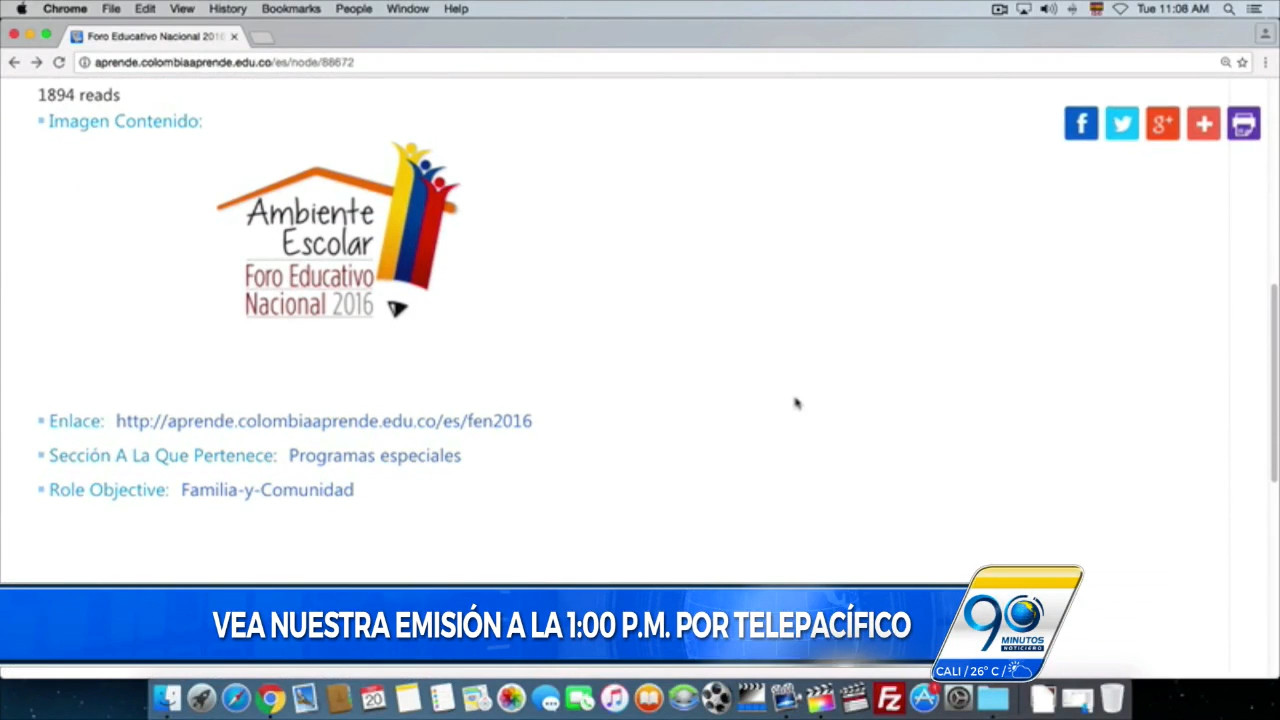 Chrome File Edit View History Bookmarks People Window Help
Tue 11:08 AM
Foro Educativo Nacional 2016
aprende.colombiaaprende.edu.co/es/node/88672
1894 reads
Imagen Contenido:
Ambiente
Escolar
Foro Educativo
Nacional 2016
Enlace: http://aprende.colombiaaprende.edu.co/es/fen2016
Sección A La Que Pertenece: Programas especiales
Role Objective: Familia-y-Comunidad
VEA NUESTRA EMISIÓN A LA 1:00 P.M. POR TELEPACÍFICO
90
MINUTOS
NOTICIERO
CALI / 26° C /
f
g+
20
FZ